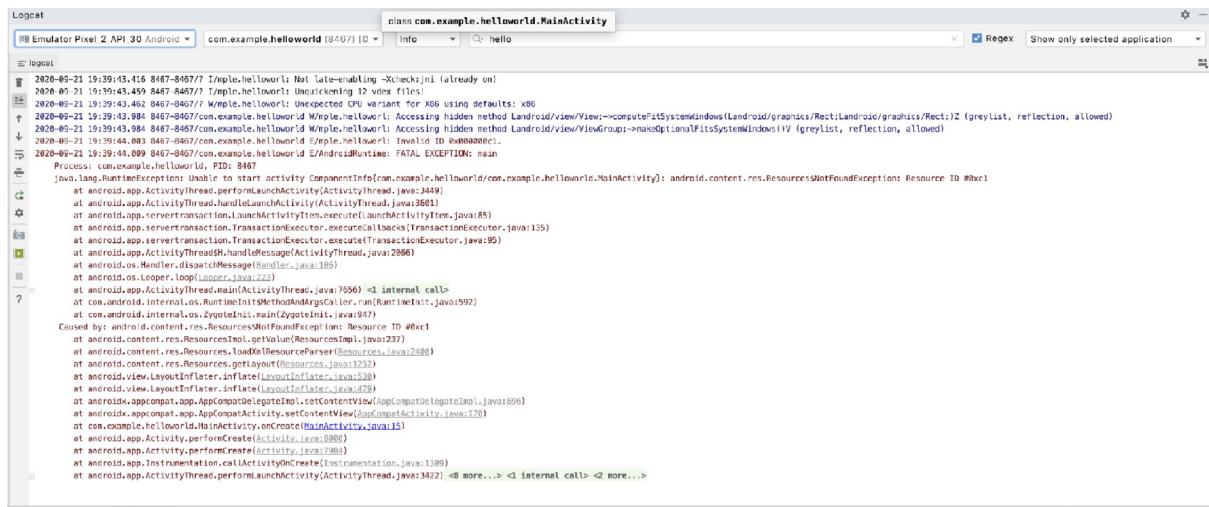 Logcat
class com.example.helloworld.MainActivity
Emulator Pixel_2_API_30 Android com.example.helloworld (8467) [D Info hello Regex Show only selected application
logcat
2020-09-21 19:39:43.416 8467-8467/? I/mple.helloworl: Not late-enabling -Xcheck:jni (already on)
2020-09-21 19:39:43.459 8467-8467/? I/mple.helloworl: Unquickening 12 vdex files!
2020-09-21 19:39:43.462 8467-8467/? W/mple.helloworl: Unexpected CPU variant for X86 using defaults: x86
2020-09-21 19:39:43.984 8467-8467/com.example.helloworld W/mple.helloworl: Accessing hidden method Landroid/view/View;->computeFitSystemWindows(Landroid/graphics/Rect;Landroid/graphics/Rect;)Z (greylist, reflection, allowed)
2020-09-21 19:39:43.984 8467-8467/com.example.helloworld W/mple.helloworl: Accessing hidden method Landroid/view/ViewGroup;->makeOptionalFitsSystemWindows()V (greylist, reflection, allowed)
2020-09-21 19:39:44.003 8467-8467/com.example.helloworld E/mple.helloworl: Invalid ID 0x000000c1.
2020-09-21 19:39:44.009 8467-8467/com.example.helloworld E/AndroidRuntime: FATAL EXCEPTION: main
Process: com.example.helloworld, PID: 8467
java.lang.RuntimeException: Unable to start activity ComponentInfo{com.example.helloworld/com.example.helloworld.MainActivity}: android.content.res.Resources$NotFoundException: Resource ID #0xc1
at android.app.ActivityThread.performLaunchActivity(ActivityThread.java:3449)
at android.app.ActivityThread.handleLaunchActivity(ActivityThread.java:3601)
at android.app.servertransaction.LaunchActivityItem.execute(LaunchActivityItem.java:85)
at android.app.servertransaction.TransactionExecutor.executeCallbacks(TransactionExecutor.java:135)
at android.app.servertransaction.TransactionExecutor.execute(TransactionExecutor.java:95)
at android.app.ActivityThread$H.handleMessage(ActivityThread.java:2066)
at android.os.Handler.dispatchMessage(Handler.java:106)
at android.os.Looper.loop(Looper.java:223)
at android.app.ActivityThread.main(ActivityThread.java:7656) <1 internal call>
at com.android.internal.os.RuntimeInit$MethodAndArgsCaller.run(RuntimeInit.java:592)
at com.android.internal.os.ZygoteInit.main(ZygoteInit.java:947)
Caused by: android.content.res.Resources$NotFoundException: Resource ID #0xc1
at android.content.res.ResourcesImpl.getValue(ResourcesImpl.java:237)
at android.content.res.Resources.loadXmlResourceParser(Resources.java:2406)
at android.content.res.Resources.getLayout(Resources.java:1252)
at android.view.LayoutInflater.inflate(LayoutInflater.java:530)
at android.view.LayoutInflater.inflate(LayoutInflater.java:479)
at androidx.appcompat.app.AppCompatDelegateImpl.setContentView(AppCompatDelegateImpl.java:696)
at androidx.appcompat.app.AppCompatActivity.setContentView(AppCompatActivity.java:170)
at com.example.helloworld.MainActivity.onCreate(MainActivity.java:15)
at android.app.Activity.performCreate(Activity.java:8000)
at android.app.Activity.performCreate(Activity.java:7984)
at android.app.Instrumentation.callActivityOnCreate(Instrumentation.java:1309)
at android.app.ActivityThread.performLaunchActivity(ActivityThread.java:3422) <8 more...> <1 internal call> <2 more...>